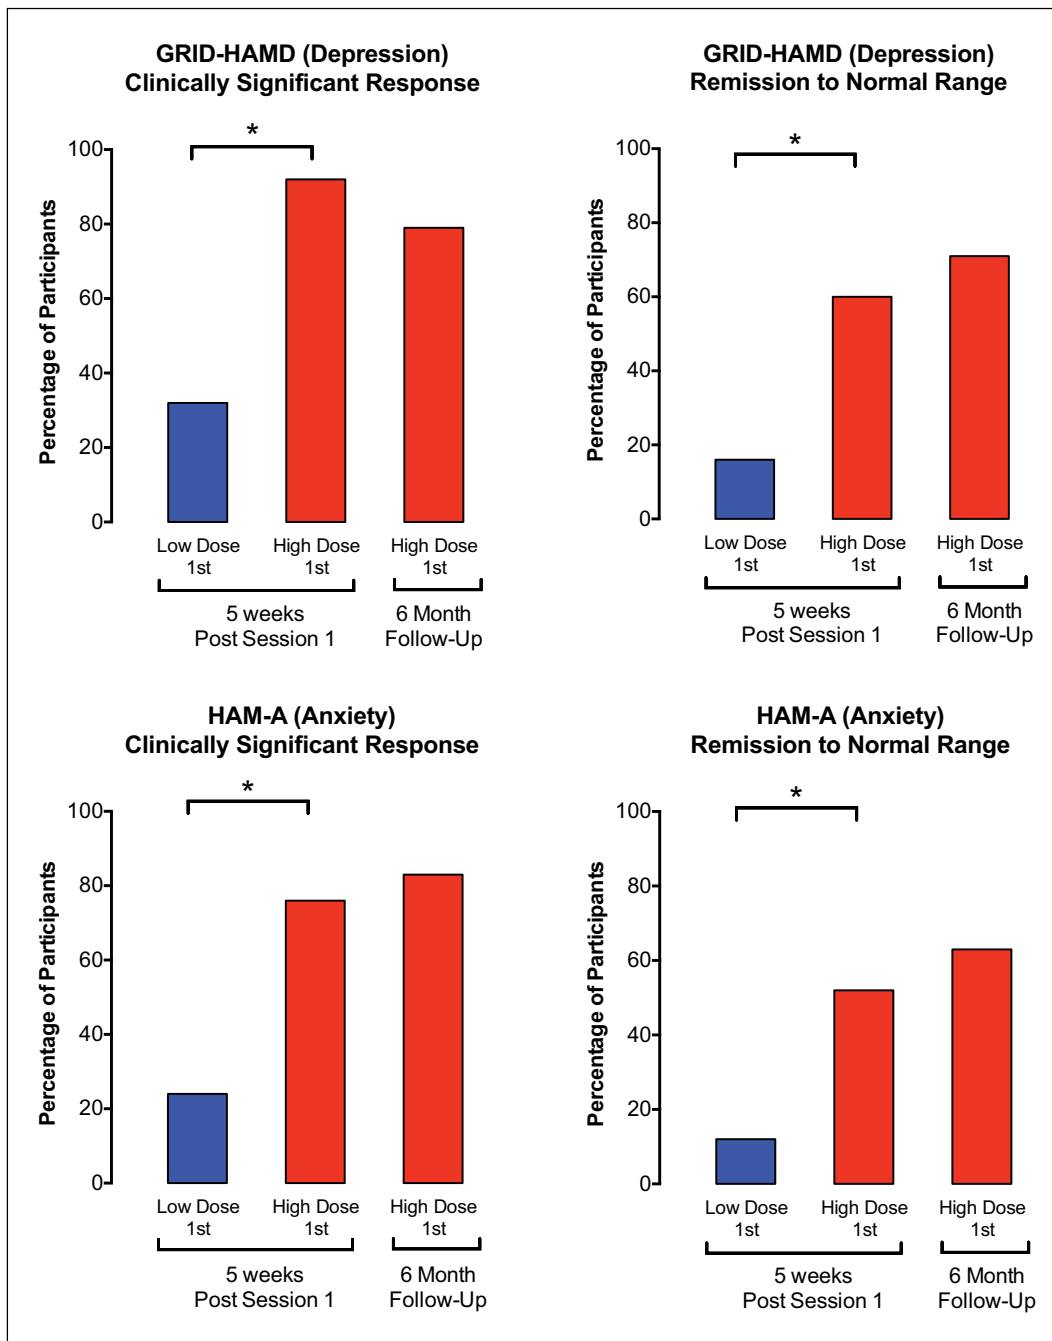 GRID-HAMD (Depression)
Clinically Significant Response
*
Percentage of Participants
100
80
60
40
20
0
Low Dose
1st
High Dose
1st
High Dose
1st
5 weeks
Post Session 1
6 Month
Follow-Up
GRID-HAMD (Depression)
Remission to Normal Range
*
Percentage of Participants
100
80
60
40
20
0
Low Dose
1st
High Dose
1st
High Dose
1st
5 weeks
Post Session 1
6 Month
Follow-Up
HAM-A (Anxiety)
Clinically Significant Response
*
Percentage of Participants
100
80
60
40
20
0
Low Dose
1st
High Dose
1st
High Dose
1st
5 weeks
Post Session 1
6 Month
Follow-Up
HAM-A (Anxiety)
Remission to Normal Range
*
Percentage of Participants
100
80
60
40
20
0
Low Dose
1st
High Dose
1st
High Dose
1st
5 weeks
Post Session 1
6 Month
Follow-Up